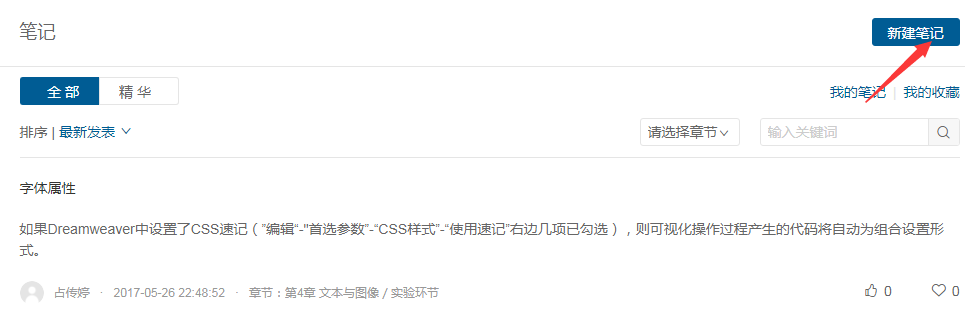 笔记
新建笔记
全 部 精 华
我的笔记 | 我的收藏
排序 | 最新发表
请选择章节
输入关键词
字体属性
如果Dreamweaver中设置了CSS速记（”编辑“-"首选参数”-“CSS样式”-“使用速记”右边几项已勾选），则可视化操作过程产生的代码将自动为组合设置形
式。
占传婷 · 2017-05-26 22:48:52 · 章节：第4章 文本与图像 / 实验环节
0 0